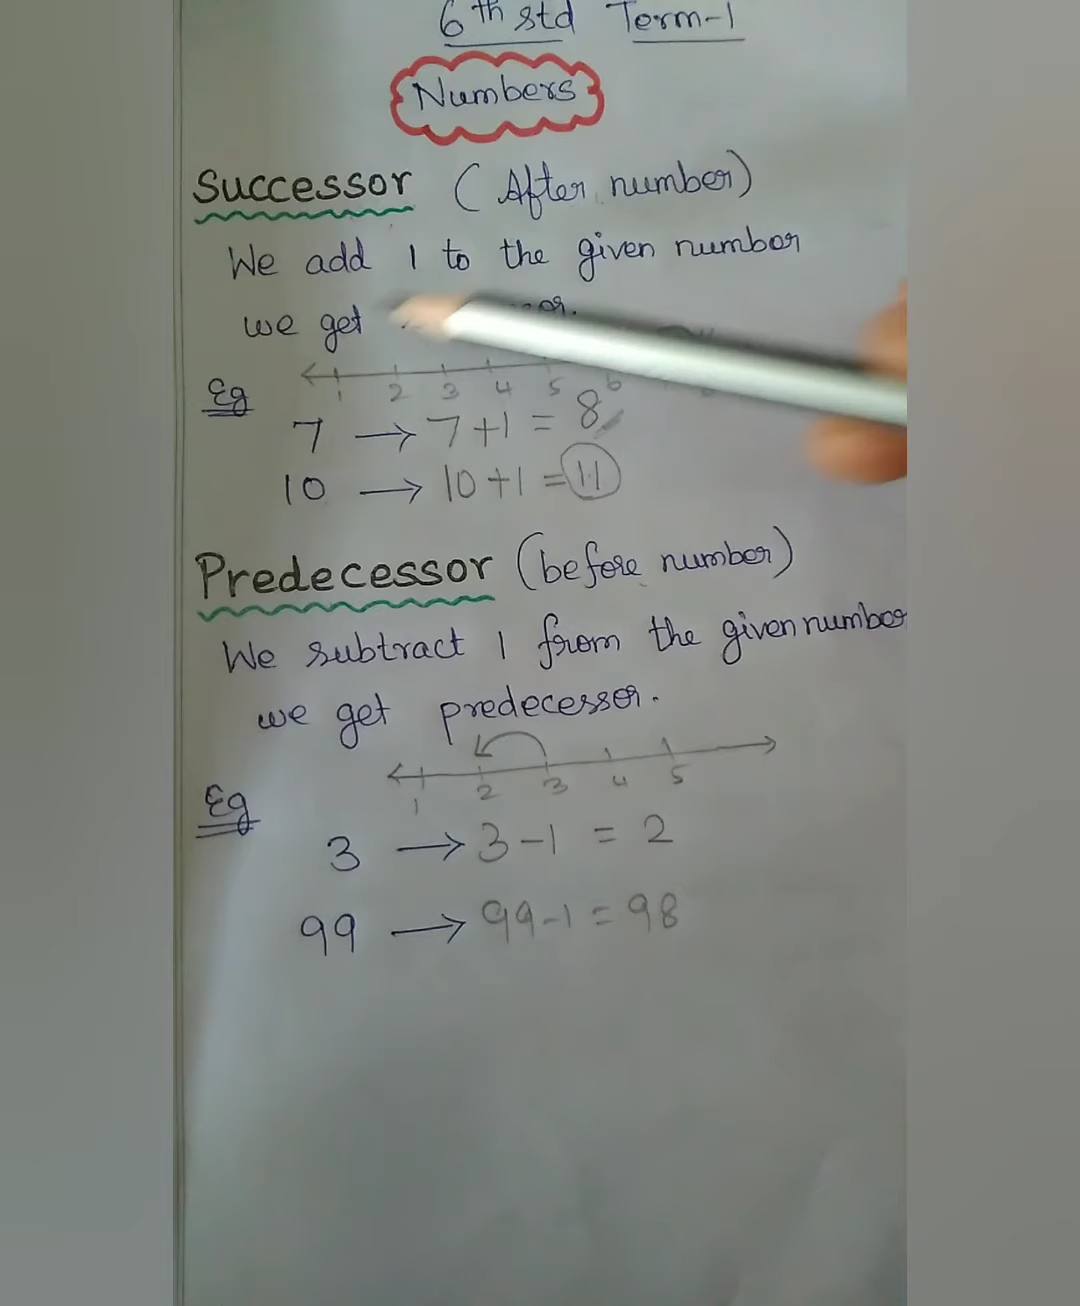 6th std Term-1
Numbers
Successor (After number)
We add 1 to the given number
we get
1 2 3 4 5 6
Eg
7 → 7+1 = 8
10 → 10+1 = 11
Predecessor (before number)
We subtract 1 from the given number
we get predecessor.
1 2 3 4 5
Eg
3 → 3-1 = 2
99 → 99-1 = 98